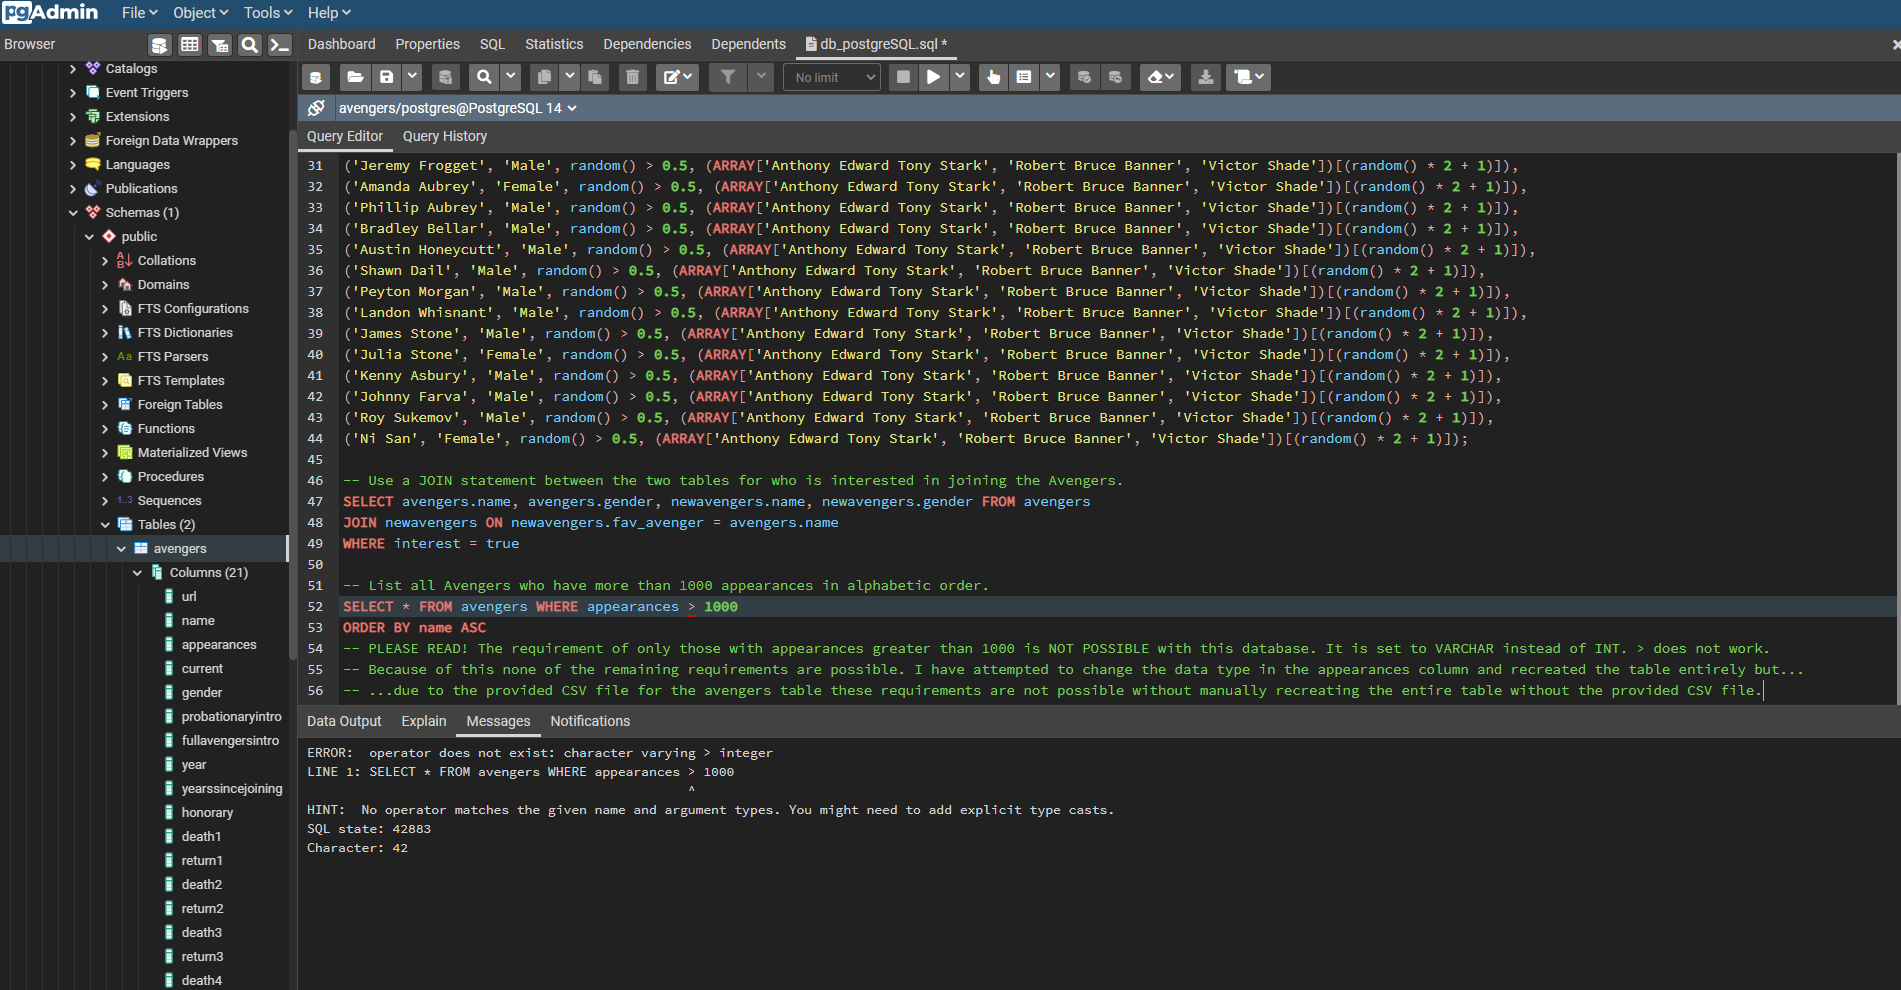 pgAdmin File Object Tools Help
Browser
Dashboard Properties SQL Statistics Dependencies Dependents db_postgreSQL.sql *
No limit
avengers/postgres@PostgreSQL 14
Query Editor Query History
Catalogs
Event Triggers
Extensions
Foreign Data Wrappers
Languages
Publications
Schemas (1)
public
Collations
Domains
FTS Configurations
FTS Dictionaries
FTS Parsers
FTS Templates
Foreign Tables
Functions
Materialized Views
Procedures
Sequences
Tables (2)
avengers
Columns (21)
url
name
appearances
current
gender
probationaryintro
fullavengersintro
year
yearssincejoining
honorary
death1
return1
death2
return2
death3
return3
death4
31 ('Jeremy Frogget', 'Male', random() > 0.5, (ARRAY['Anthony Edward Tony Stark', 'Robert Bruce Banner', 'Victor Shade'])[(random() * 2 + 1)]),
32 ('Amanda Aubrey', 'Female', random() > 0.5, (ARRAY['Anthony Edward Tony Stark', 'Robert Bruce Banner', 'Victor Shade'])[(random() * 2 + 1)]),
33 ('Phillip Aubrey', 'Male', random() > 0.5, (ARRAY['Anthony Edward Tony Stark', 'Robert Bruce Banner', 'Victor Shade'])[(random() * 2 + 1)]),
34 ('Bradley Bellar', 'Male', random() > 0.5, (ARRAY['Anthony Edward Tony Stark', 'Robert Bruce Banner', 'Victor Shade'])[(random() * 2 + 1)]),
35 ('Austin Honeycutt', 'Male', random() > 0.5, (ARRAY['Anthony Edward Tony Stark', 'Robert Bruce Banner', 'Victor Shade'])[(random() * 2 + 1)]),
36 ('Shawn Dail', 'Male', random() > 0.5, (ARRAY['Anthony Edward Tony Stark', 'Robert Bruce Banner', 'Victor Shade'])[(random() * 2 + 1)]),
37 ('Peyton Morgan', 'Male', random() > 0.5, (ARRAY['Anthony Edward Tony Stark', 'Robert Bruce Banner', 'Victor Shade'])[(random() * 2 + 1)]),
38 ('Landon Whisnant', 'Male', random() > 0.5, (ARRAY['Anthony Edward Tony Stark', 'Robert Bruce Banner', 'Victor Shade'])[(random() * 2 + 1)]),
39 ('James Stone', 'Male', random() > 0.5, (ARRAY['Anthony Edward Tony Stark', 'Robert Bruce Banner', 'Victor Shade'])[(random() * 2 + 1)]),
40 ('Julia Stone', 'Female', random() > 0.5, (ARRAY['Anthony Edward Tony Stark', 'Robert Bruce Banner', 'Victor Shade'])[(random() * 2 + 1)]),
41 ('Kenny Asbury', 'Male', random() > 0.5, (ARRAY['Anthony Edward Tony Stark', 'Robert Bruce Banner', 'Victor Shade'])[(random() * 2 + 1)]),
42 ('Johnny Farva', 'Male', random() > 0.5, (ARRAY['Anthony Edward Tony Stark', 'Robert Bruce Banner', 'Victor Shade'])[(random() * 2 + 1)]),
43 ('Roy Sukemov', 'Male', random() > 0.5, (ARRAY['Anthony Edward Tony Stark', 'Robert Bruce Banner', 'Victor Shade'])[(random() * 2 + 1)]),
44 ('Ni San', 'Female', random() > 0.5, (ARRAY['Anthony Edward Tony Stark', 'Robert Bruce Banner', 'Victor Shade'])[(random() * 2 + 1)]);
45
46 -- Use a JOIN statement between the two tables for who is interested in joining the Avengers.
47 SELECT avengers.name, avengers.gender, newavengers.name, newavengers.gender FROM avengers
48 JOIN newavengers ON newavengers.fav_avenger = avengers.name
49 WHERE interest = true
50
51 -- List all Avengers who have more than 1000 appearances in alphabetic order.
52 SELECT * FROM avengers WHERE appearances > 1000
53 ORDER BY name ASC
54 -- PLEASE READ! The requirement of only those with appearances greater than 1000 is NOT POSSIBLE with this database. It is set to VARCHAR instead of INT. > does not work.
55 -- Because of this none of the remaining requirements are possible. I have attempted to change the data type in the appearances column and recreated the table entirely but...
56 -- ...due to the provided CSV file for the avengers table these requirements are not possible without manually recreating the entire table without the provided CSV file.
Data Output Explain Messages Notifications
ERROR: operator does not exist: character varying > integer
LINE 1: SELECT * FROM avengers WHERE appearances > 1000
^
HINT: No operator matches the given name and argument types. You might need to add explicit type casts.
SQL state: 42883
Character: 42